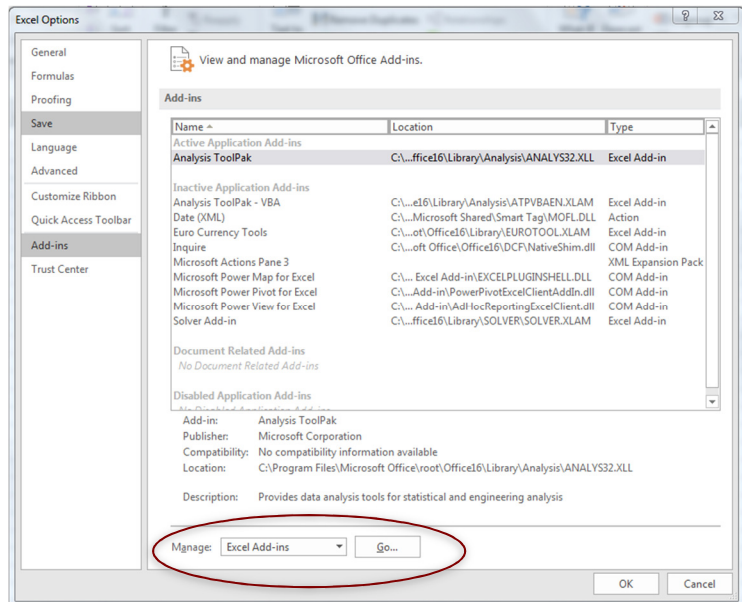 Excel Options
Remove Duplicates
General
Formulas
Proofing
Save
Language
Advanced
Customize Ribbon
Quick Access Toolbar
Add-ins
Trust Center
View and manage Microsoft Office Add-ins.
Add-ins
Name Location Type
Active Application Add-ins
Analysis ToolPak C:\...ffice16\Library\Analysis\ANALYS32.XLL Excel Add-in
Inactive Application Add-ins
Analysis ToolPak - VBA C:\...e16\Library\Analysis\ATPVBAEN.XLAM Excel Add-in
Date (XML) C:\...Microsoft Shared\Smart Tag\MOFL.DLL Action
Euro Currency Tools C:\...ot\Office16\Library\EUROTOOL.XLAM Excel Add-in
Inquire C:\...oft Office\Office16\DCF\NativeShim.dll COM Add-in
Microsoft Actions Pane 3 XML Expansion Pack
Microsoft Power Map for Excel C:\... Excel Add-in\EXCELPLUGINSHELL.DLL COM Add-in
Microsoft Power Pivot for Excel C:\...Add-in\PowerPivotExcelClientAddIn.dll COM Add-in
Microsoft Power View for Excel C:\... Add-in\AdHocReportingExcelClient.dll COM Add-in
Solver Add-in C:\...ffice16\Library\SOLVER\SOLVER.XLAM Excel Add-in
Document Related Add-ins
No Document Related Add-ins
Disabled Application Add-ins
No Disabled Application Add-ins
Add-in: Analysis ToolPak
Publisher: Microsoft Corporation
Compatibility: No compatibility information available
Location: C:\Program Files\Microsoft Office\root\Office16\Library\Analysis\ANALYS32.XLL
Description: Provides data analysis tools for statistical and engineering analysis
Manage: Excel Add-ins Go...
OK Cancel